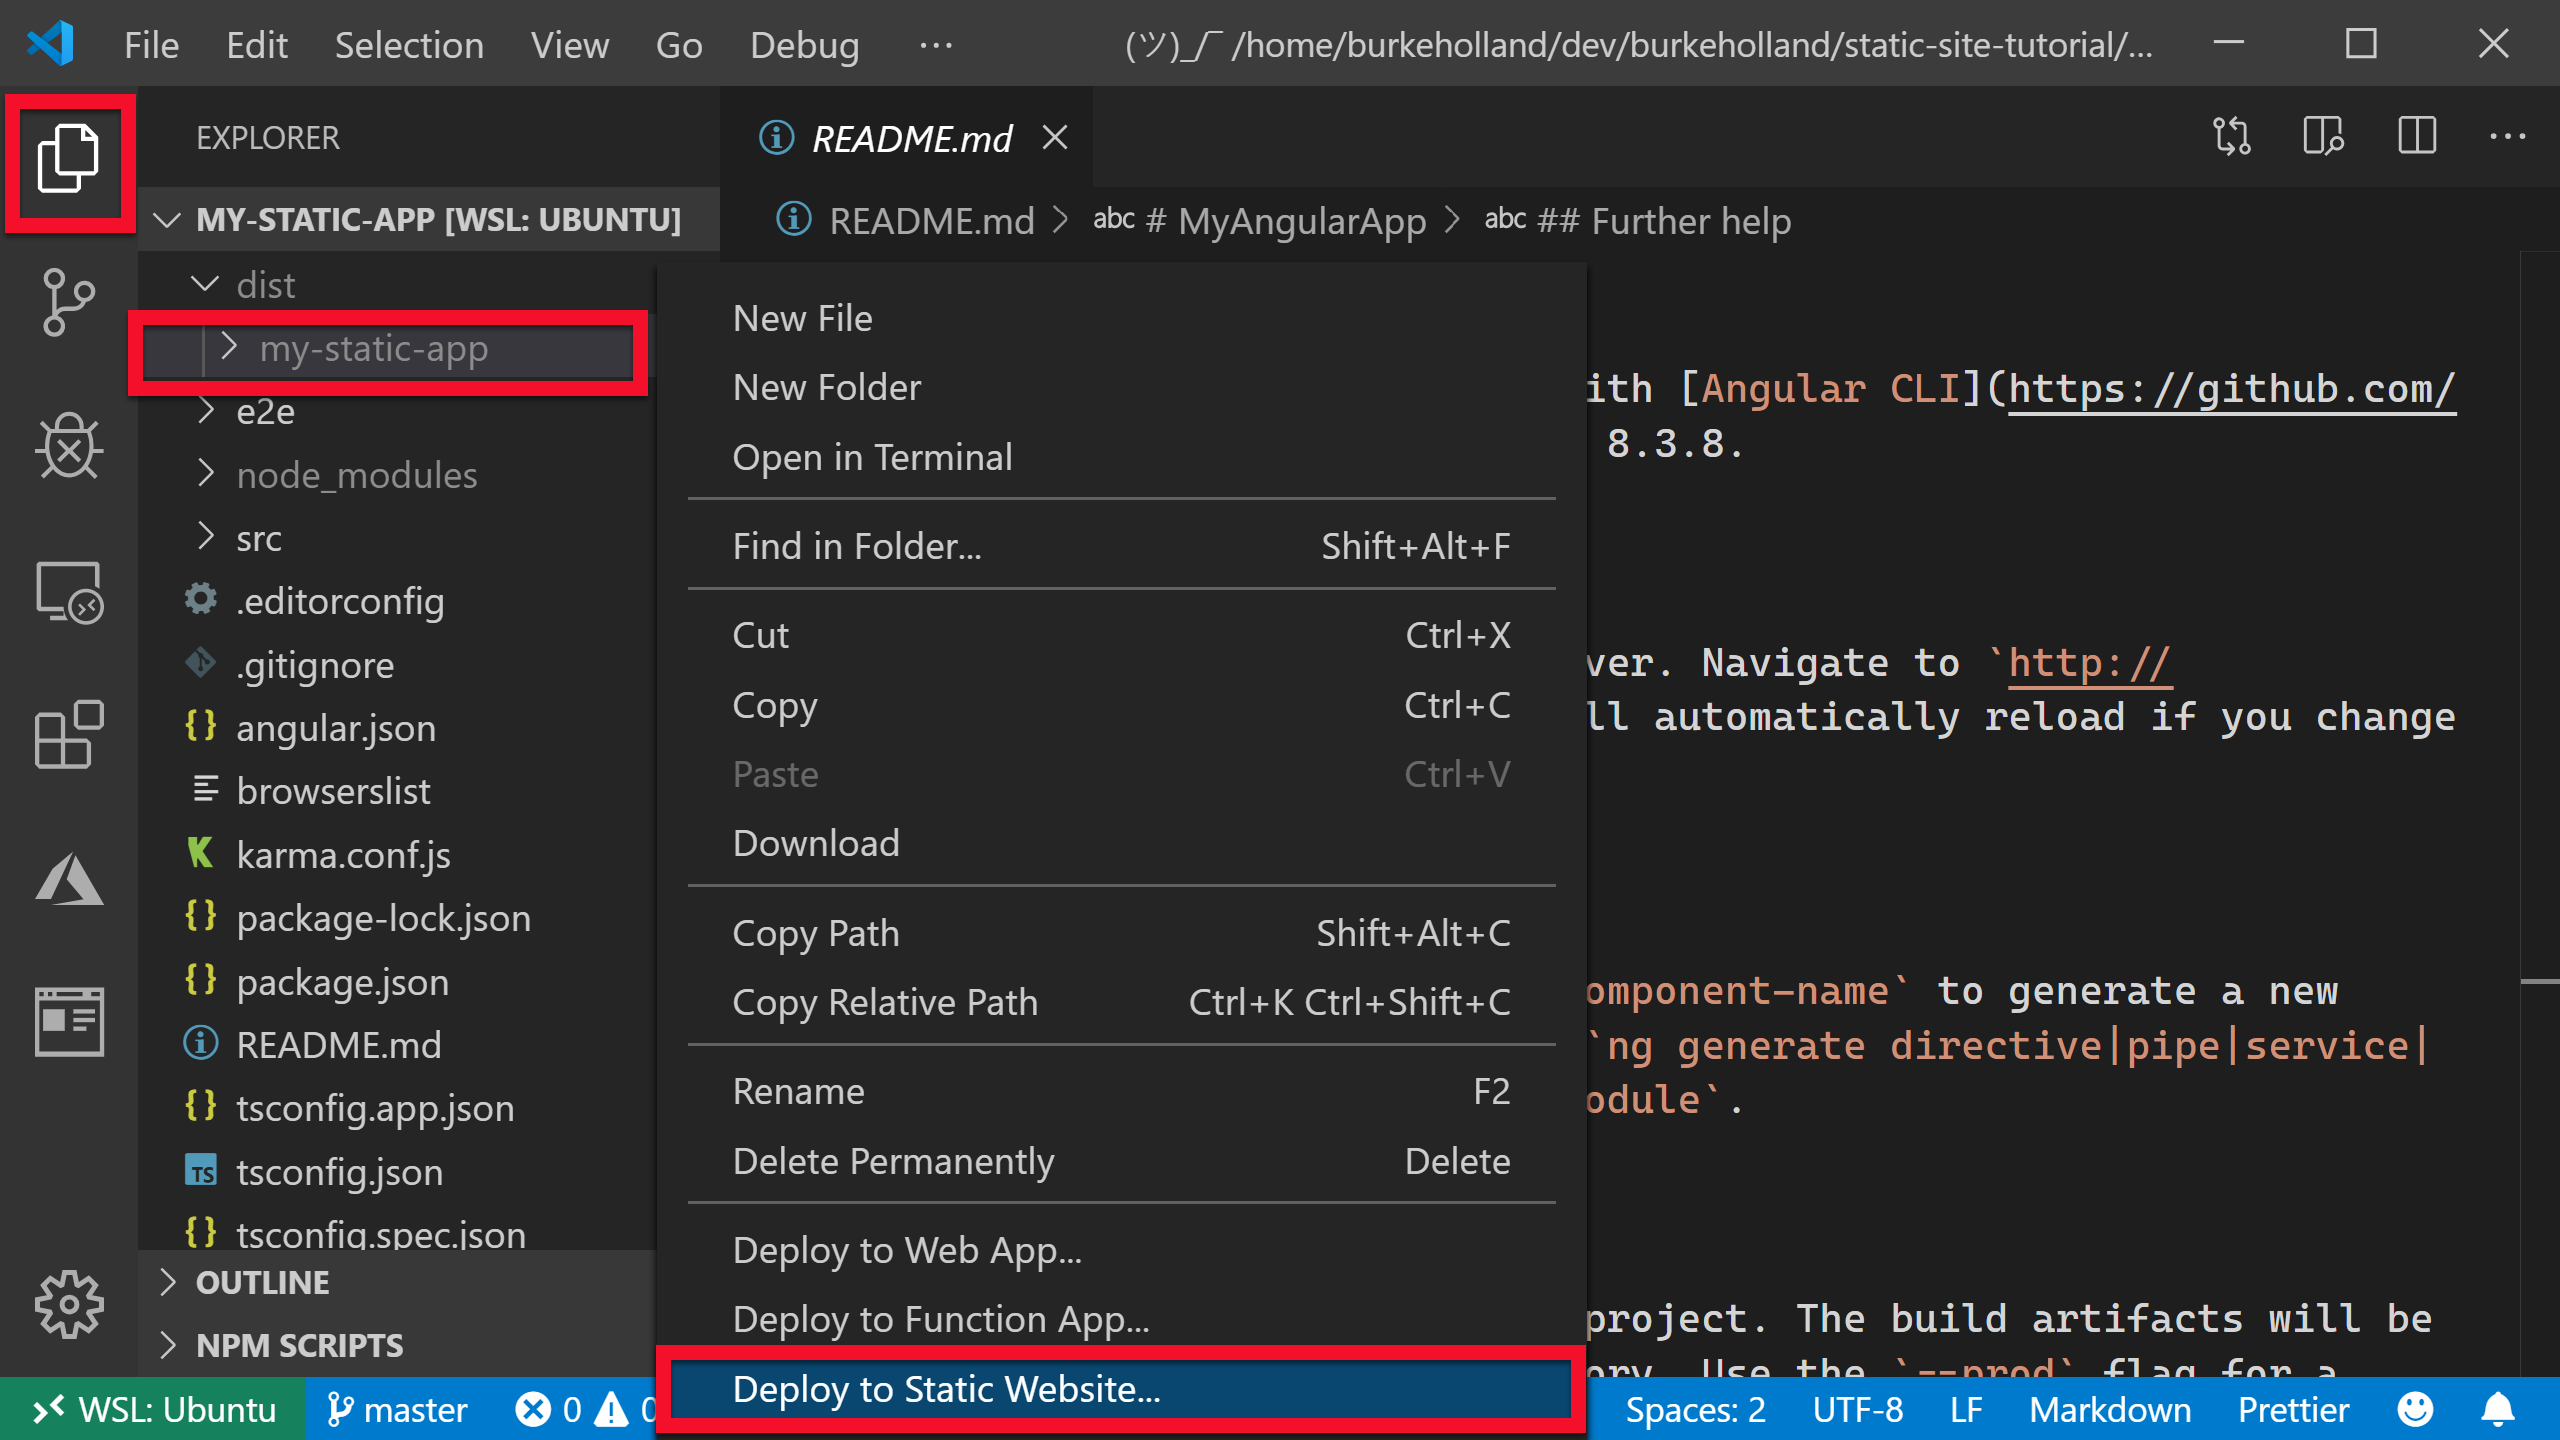 File Edit Selection View Go Debug ··· (ツ)_/¯ /home/burkeholland/dev/burkeholland/static-site-tutorial/...
EXPLORER
MY-STATIC-APP [WSL: UBUNTU]
dist
my-static-app
e2e
node_modules
src
.editorconfig
.gitignore
angular.json
browserslist
karma.conf.js
package-lock.json
package.json
README.md
tsconfig.app.json
TS tsconfig.json
tsconfig.spec.json
OUTLINE
NPM SCRIPTS
README.md
README.md > abc # MyAngularApp > abc ## Further help
New File
New Folder
Open in Terminal
Find in Folder... Shift+Alt+F
Cut Ctrl+X
Copy Ctrl+C
Paste Ctrl+V
Download
Copy Path Shift+Alt+C
Copy Relative Path Ctrl+K Ctrl+Shift+C
Rename F2
Delete Permanently Delete
Deploy to Web App...
Deploy to Function App...
Deploy to Static Website...
ith [Angular CLI](https://github.com/
8.3.8.
ver. Navigate to `http://
ll automatically reload if you change
omponent-name` to generate a new
`ng generate directive|pipe|service|
odule`.
project. The build artifacts will be
ory. Use the `--prod` flag for a
WSL: Ubuntu master 0 0 Spaces: 2 UTF-8 LF Markdown Prettier